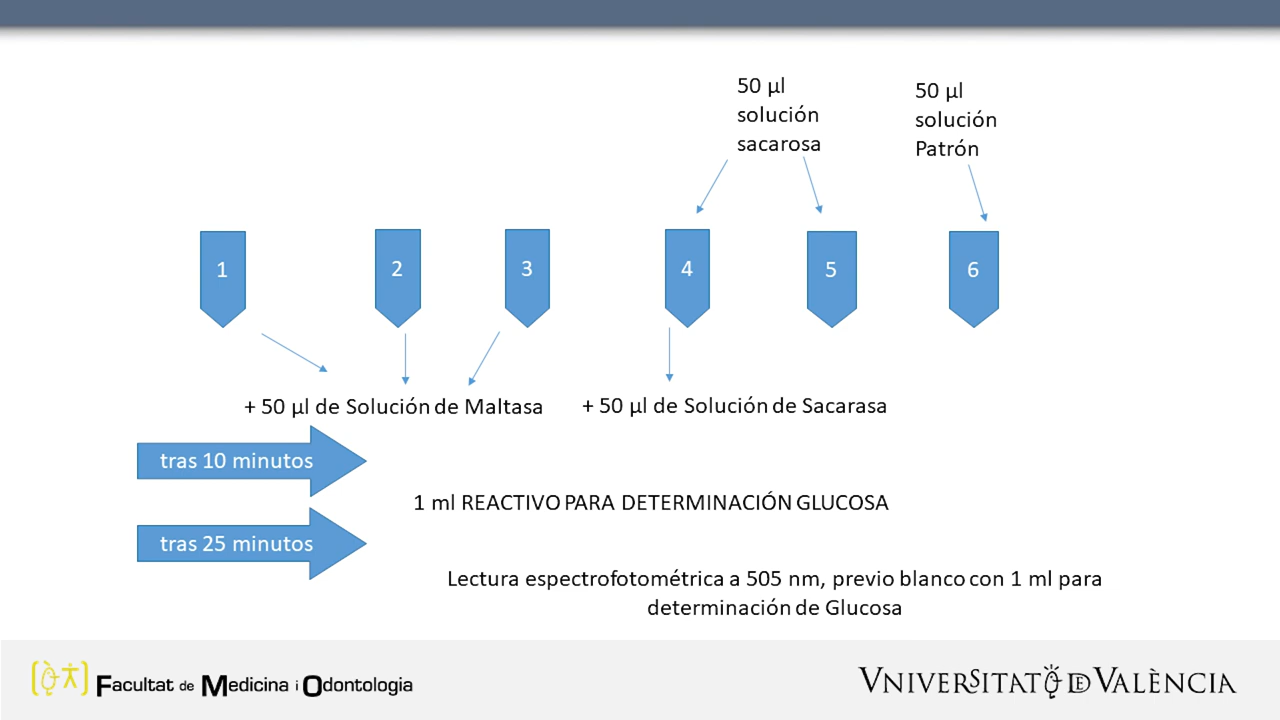 50 µl
solución
sacarosa
50 µl
solución
Patrón
1
2
3
4
5
6
+ 50 µl de Solución de Maltasa
+ 50 µl de Solución de Sacarasa
tras 10 minutos
1 ml REACTIVO PARA DETERMINACIÓN GLUCOSA
tras 25 minutos
Lectura espectrofotométrica a 505 nm, previo blanco con 1 ml para
determinación de Glucosa
Facultat de Medicina i Odontologia
VNIVERSITAT DE VALÈNCIA